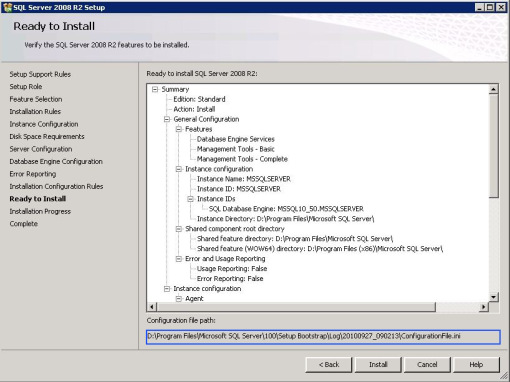 SQL Server 2008 R2 Setup
Ready to Install
Verify the SQL Server 2008 R2 features to be installed.
Setup Support Rules
Setup Role
Feature Selection
Installation Rules
Instance Configuration
Disk Space Requirements
Server Configuration
Database Engine Configuration
Error Reporting
Installation Configuration Rules
Ready to Install
Installation Progress
Complete
Ready to install SQL Server 2008 R2:
Summary
Edition: Standard
Action: Install
General Configuration
Features
Database Engine Services
Management Tools - Basic
Management Tools - Complete
Instance configuration
Instance Name: MSSQLSERVER
Instance ID: MSSQLSERVER
Instance IDs
SQL Database Engine: MSSQL10_50.MSSQLSERVER
Instance Directory: D:\Program Files\Microsoft SQL Server\
Shared component root directory
Shared feature directory: D:\Program Files\Microsoft SQL Server\
Shared feature (WOW64) directory: D:\Program Files (x86)\Microsoft SQL Server\
Error and Usage Reporting
Usage Reporting: False
Error Reporting: False
Instance configuration
Agent
Configuration file path:
D:\Program Files\Microsoft SQL Server\100\Setup Bootstrap\Log\20100927_090213\ConfigurationFile.ini
< Back
Install
Cancel
Help